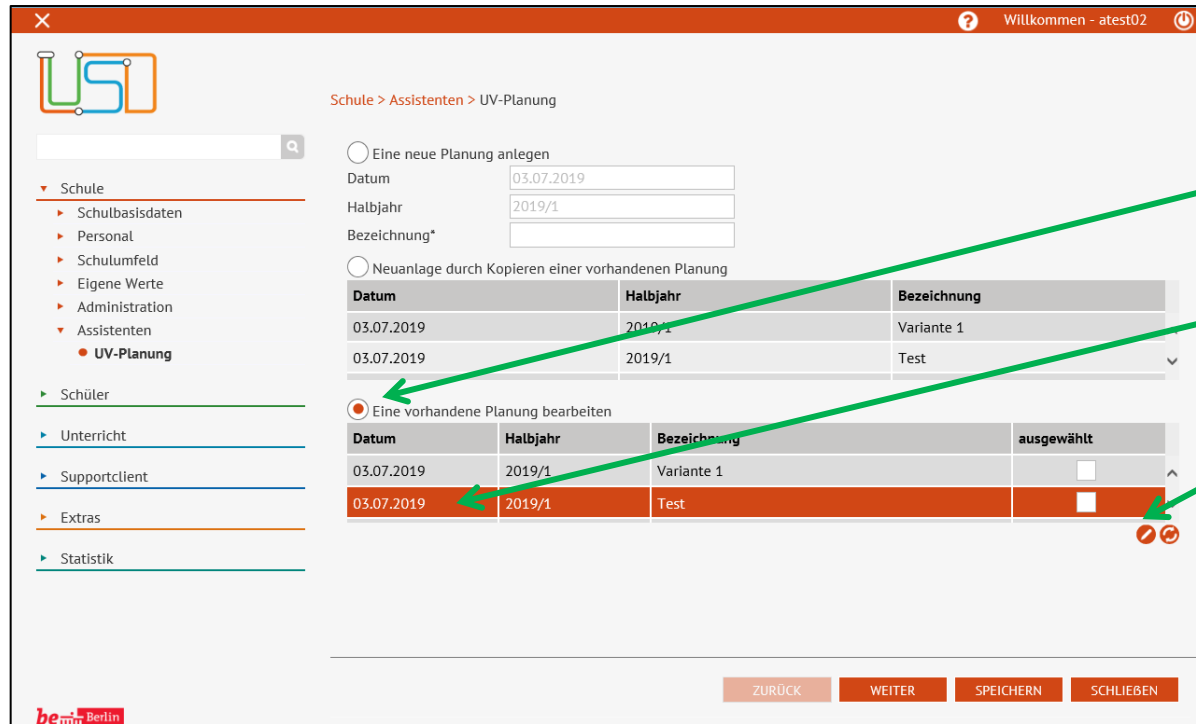 Willkommen - atest02
LUSD
Schule > Assistenten > UV-Planung
Schule
Schulbasisdaten
Personal
Schulumfeld
Eigene Werte
Administration
Assistenten
UV-Planung
Schüler
Unterricht
Supportclient
Extras
Statistik
Eine neue Planung anlegen
Datum 03.07.2019
Halbjahr 2019/1
Bezeichnung*
Neuanlage durch Kopieren einer vorhandenen Planung
Datum Halbjahr Bezeichnung
03.07.2019 2019/1 Variante 1
03.07.2019 2019/1 Test
Eine vorhandene Planung bearbeiten
Datum Halbjahr Bezeichnung ausgewählt
03.07.2019 2019/1 Variante 1
03.07.2019 2019/1 Test
ZURÜCK WEITER SPEICHERN SCHLIEßEN
be Berlin